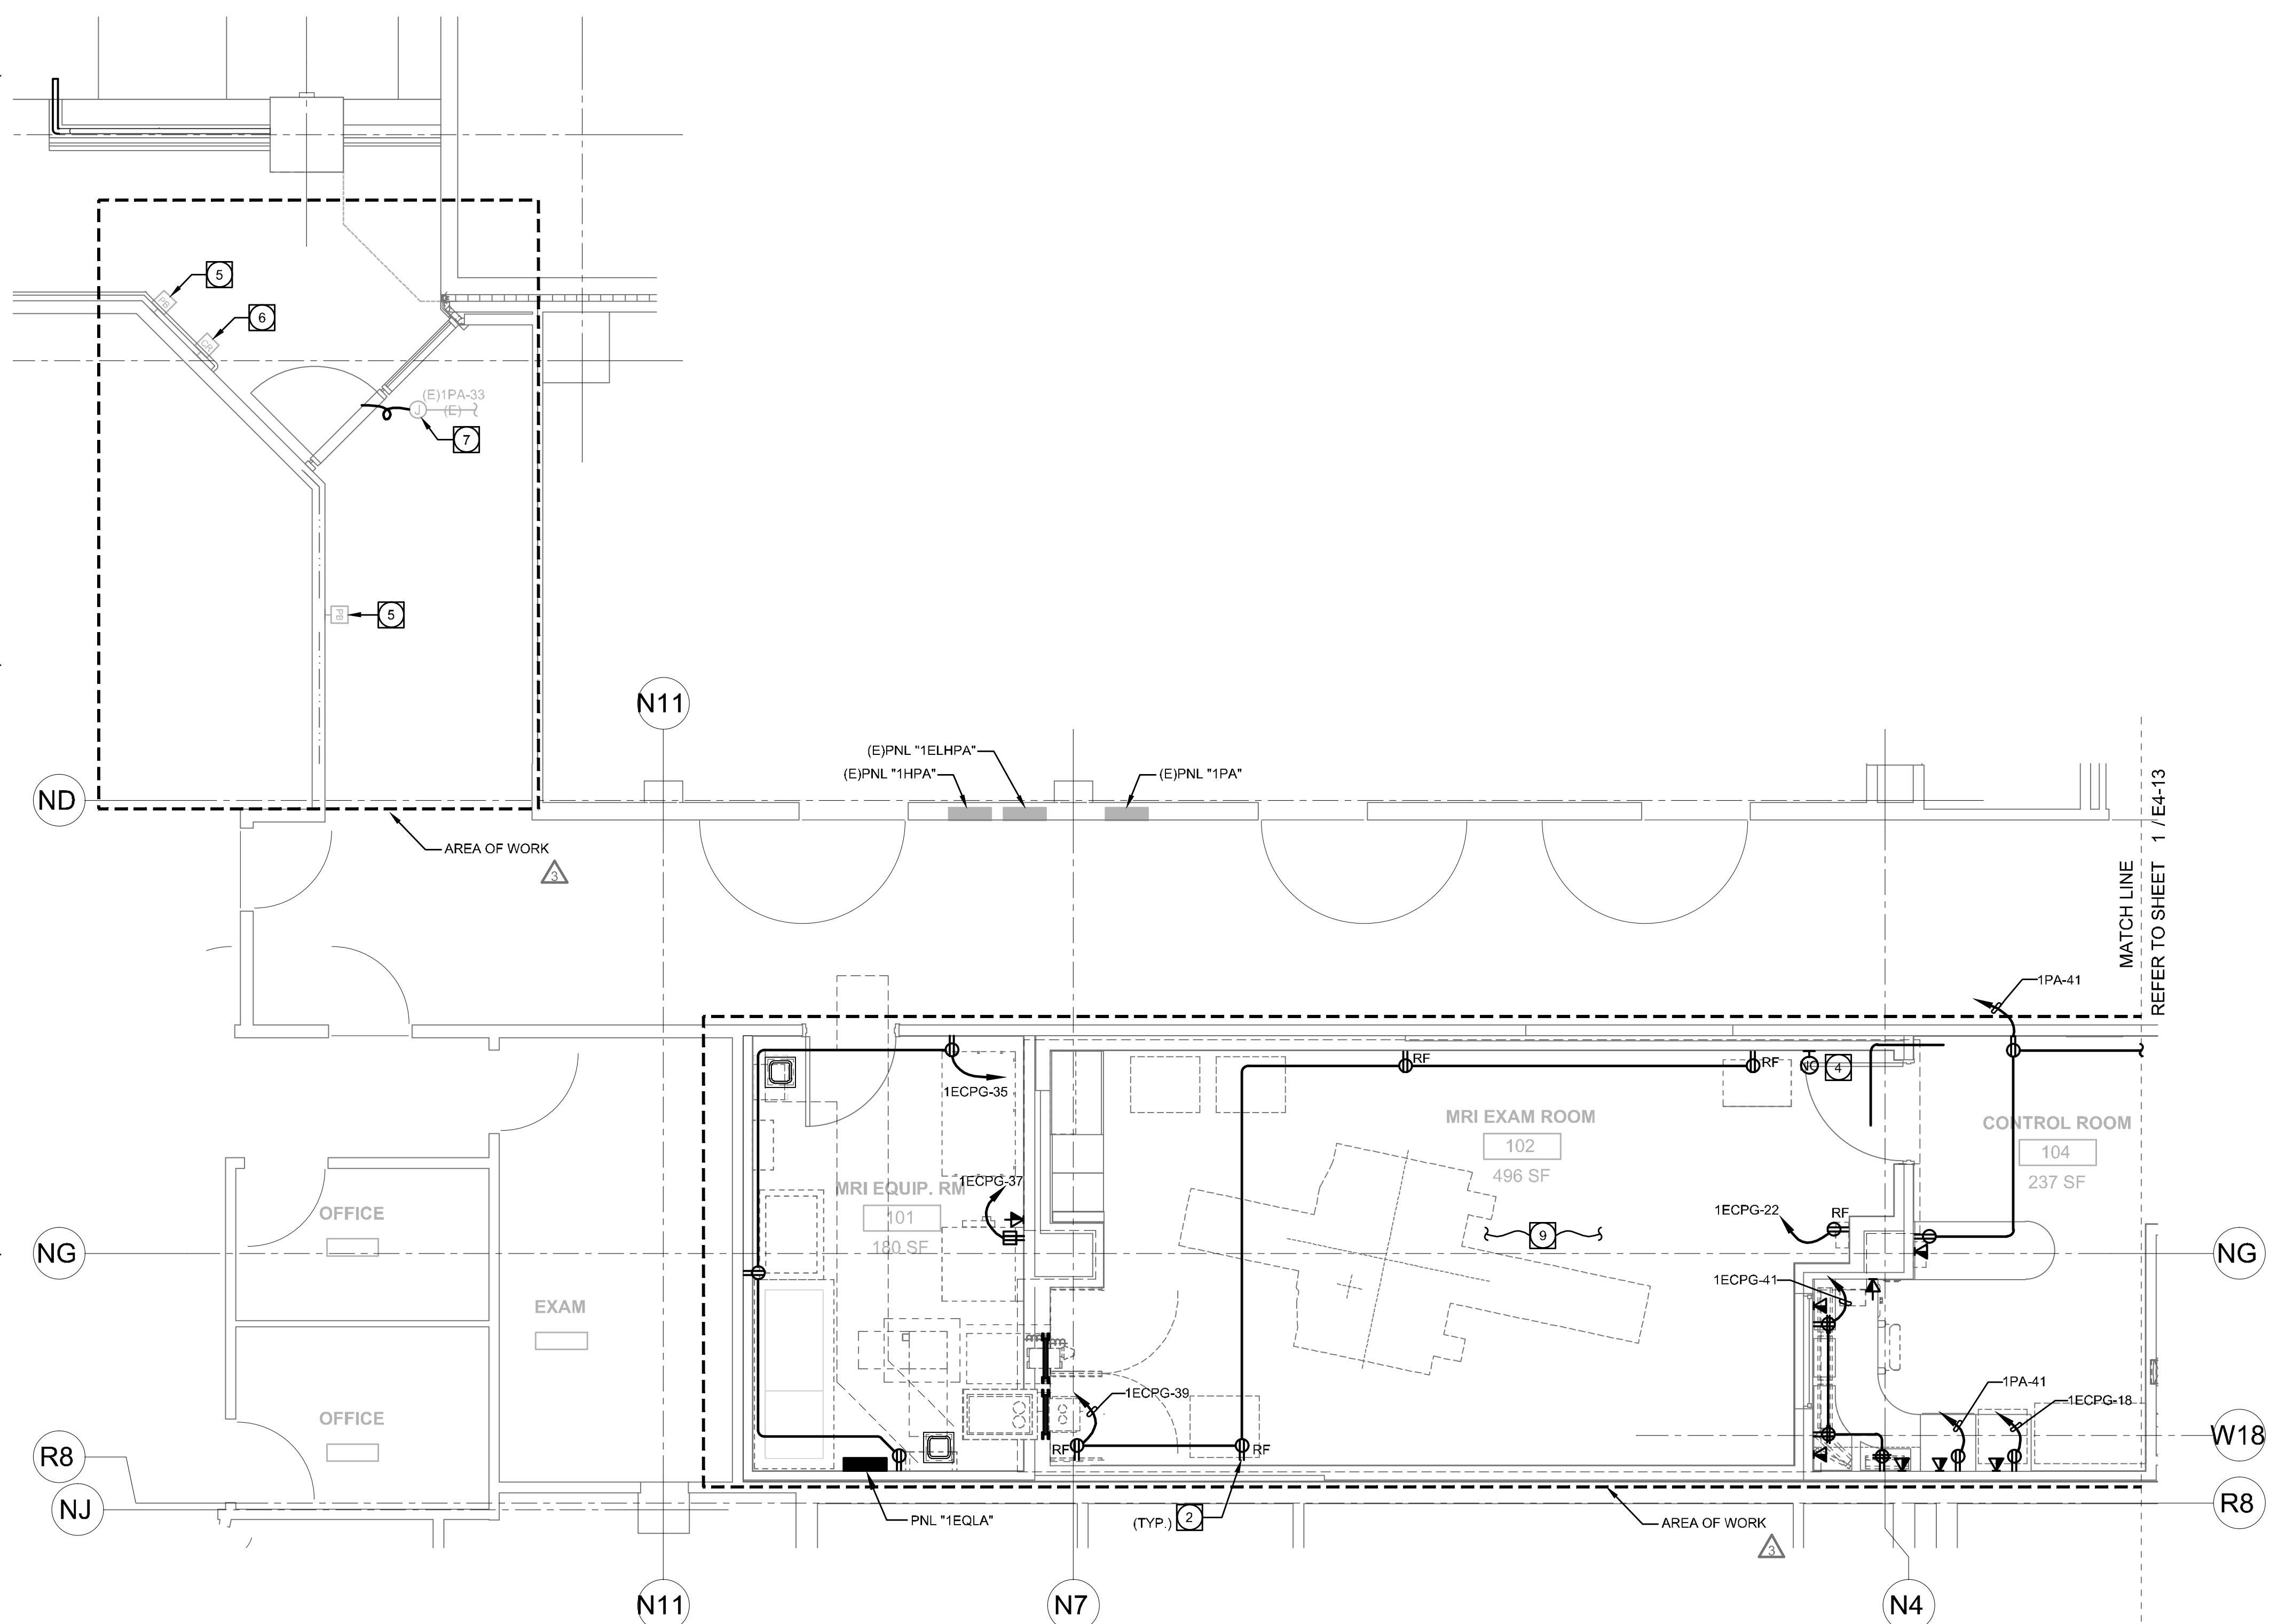 PB
5
6
CR
(E)1PA-33
J
(E)
7
PB
5
N11
(E)PNL "1ELHPA"
(E)PNL "1HPA"
(E)PNL "1PA"
ND
AREA OF WORK
3
MATCH LINE
REFER TO SHEET 1 / E4-13
1PA-41
RF
RF
NC
4
1ECPG-35
MRI EXAM ROOM
102
496 SF
CONTROL ROOM
104
237 SF
1ECPG-37
MRI EQUIP. RM
101
180 SF
OFFICE
1ECPG-22
RF
9
NG
NG
1ECPG-41
EXAM
1ECPG-39
1PA-41
1ECPG-18
OFFICE
RF
RF
W18
R8
NJ
PNL "1EQLA"
(TYP.)
2
AREA OF WORK
3
R8
N11
N7
N4